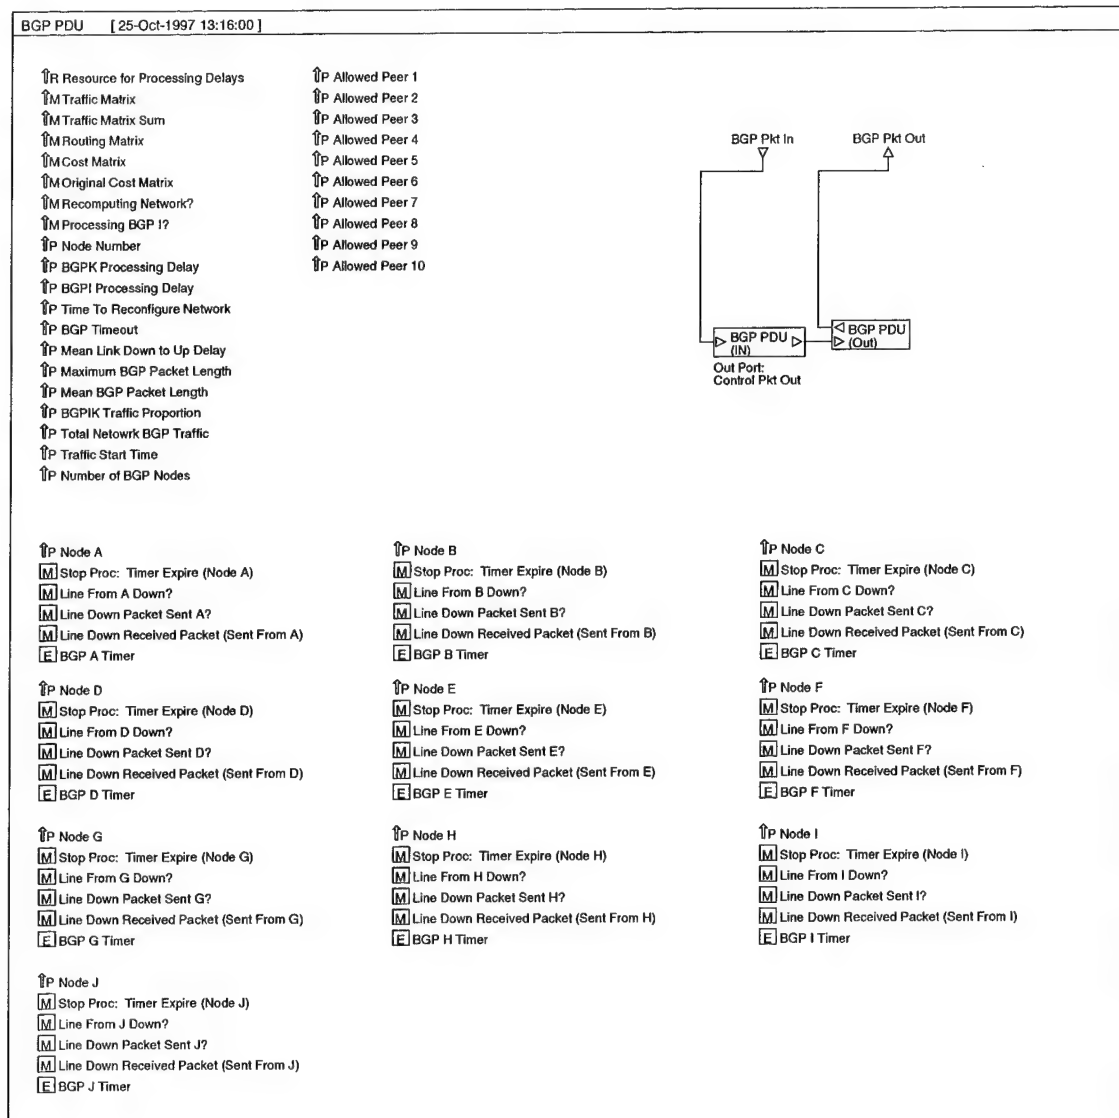 BGP PDU [ 25-Oct-1997 13:16:00 ]
⇑R Resource for Processing Delays
⇑M Traffic Matrix
⇑M Traffic Matrix Sum
⇑M Routing Matrix
⇑M Cost Matrix
⇑M Original Cost Matrix
⇑M Recomputing Network?
⇑M Processing BGP I?
⇑P Node Number
⇑P BGPK Processing Delay
⇑P BGPI Processing Delay
⇑P Time To Reconfigure Network
⇑P BGP Timeout
⇑P Mean Link Down to Up Delay
⇑P Maximum BGP Packet Length
⇑P Mean BGP Packet Length
⇑P BGPIK Traffic Proportion
⇑P Total Netowrk BGP Traffic
⇑P Traffic Start Time
⇑P Number of BGP Nodes
⇑P Allowed Peer 1
⇑P Allowed Peer 2
⇑P Allowed Peer 3
⇑P Allowed Peer 4
⇑P Allowed Peer 5
⇑P Allowed Peer 6
⇑P Allowed Peer 7
⇑P Allowed Peer 8
⇑P Allowed Peer 9
⇑P Allowed Peer 10
BGP Pkt In
BGP Pkt Out
BGP PDU
(IN)
Out Port:
Control Pkt Out
BGP PDU
(Out)
⇑P Node A
M Stop Proc: Timer Expire (Node A)
M Line From A Down?
M Line Down Packet Sent A?
M Line Down Received Packet (Sent From A)
E BGP A Timer
⇑P Node B
M Stop Proc: Timer Expire (Node B)
M Line From B Down?
M Line Down Packet Sent B?
M Line Down Received Packet (Sent From B)
E BGP B Timer
⇑P Node C
M Stop Proc: Timer Expire (Node C)
M Line From C Down?
M Line Down Packet Sent C?
M Line Down Received Packet (Sent From C)
E BGP C Timer
⇑P Node D
M Stop Proc: Timer Expire (Node D)
M Line From D Down?
M Line Down Packet Sent D?
M Line Down Received Packet (Sent From D)
E BGP D Timer
⇑P Node E
M Stop Proc: Timer Expire (Node E)
M Line From E Down?
M Line Down Packet Sent E?
M Line Down Received Packet (Sent From E)
E BGP E Timer
⇑P Node F
M Stop Proc: Timer Expire (Node F)
M Line From F Down?
M Line Down Packet Sent F?
M Line Down Received Packet (Sent From F)
E BGP F Timer
⇑P Node G
M Stop Proc: Timer Expire (Node G)
M Line From G Down?
M Line Down Packet Sent G?
M Line Down Received Packet (Sent From G)
E BGP G Timer
⇑P Node H
M Stop Proc: Timer Expire (Node H)
M Line From H Down?
M Line Down Packet Sent H?
M Line Down Received Packet (Sent From H)
E BGP H Timer
⇑P Node I
M Stop Proc: Timer Expire (Node I)
M Line From I Down?
M Line Down Packet Sent I?
M Line Down Received Packet (Sent From I)
E BGP I Timer
⇑P Node J
M Stop Proc: Timer Expire (Node J)
M Line From J Down?
M Line Down Packet Sent J?
M Line Down Received Packet (Sent From J)
E BGP J Timer